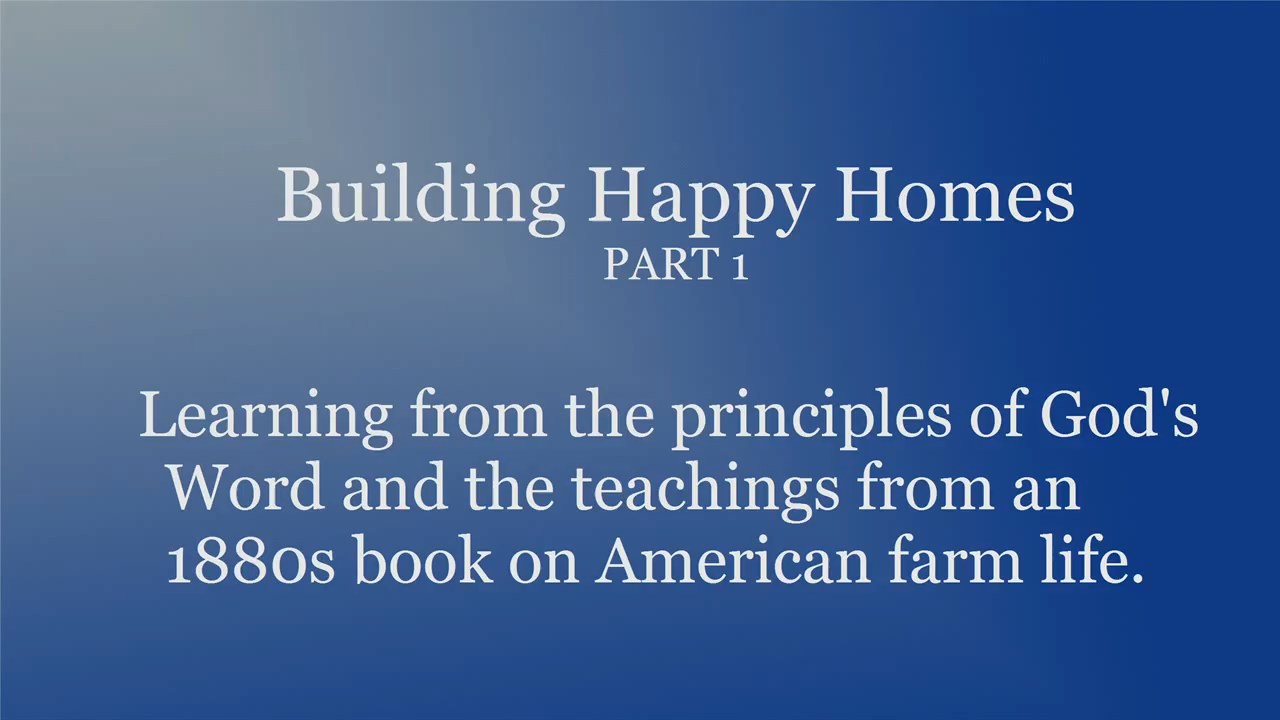 Building Happy Homes
PART 1
Learning from the principles of God's
Word and the teachings from an
1880s book on American farm life.